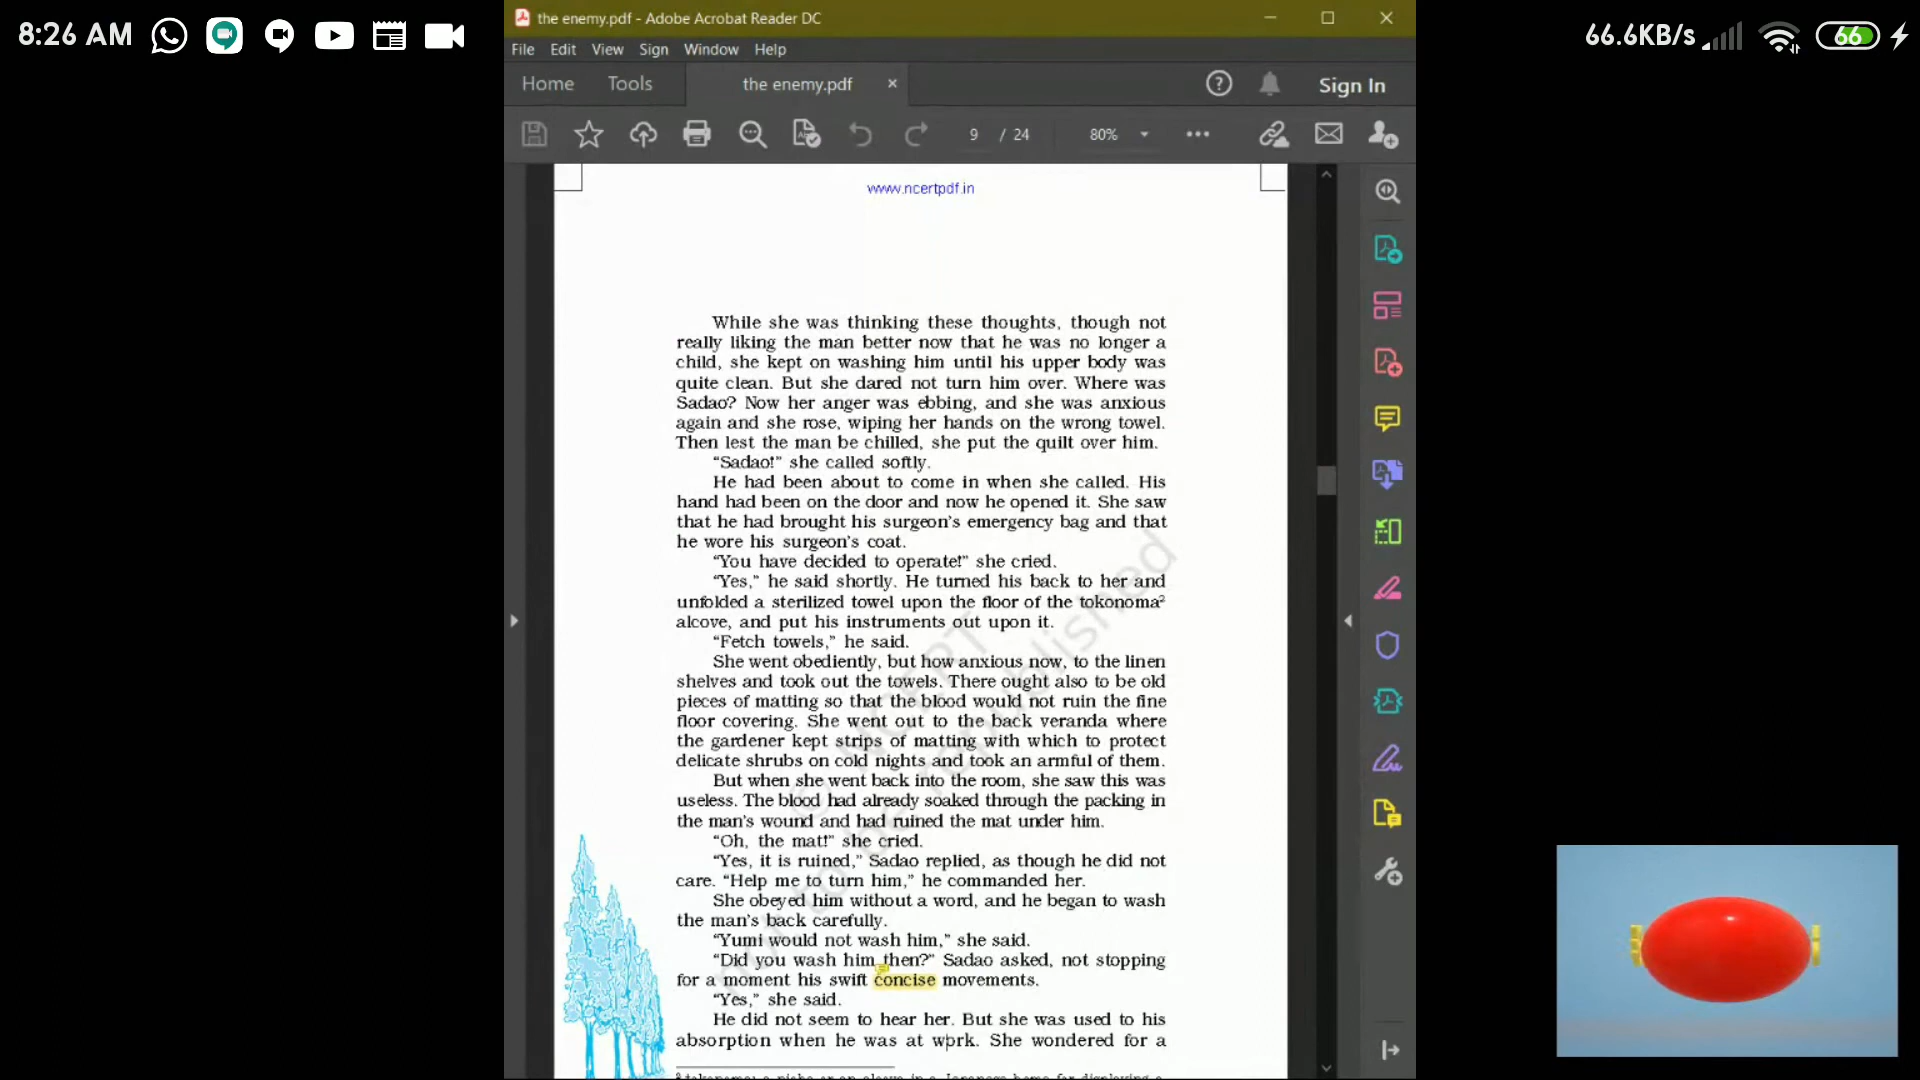 8:26 AM
66.6KB/s
66
the enemy.pdf - Adobe Acrobat Reader DC
File Edit View Sign Window Help
Home Tools the enemy.pdf Sign In
9 / 24 80%
www.ncertpdf.in
While she was thinking these thoughts, though not
really liking the man better now that he was no longer a
child, she kept on washing him until his upper body was
quite clean. But she dared not turn him over. Where was
Sadao? Now her anger was ebbing, and she was anxious
again and she rose, wiping her hands on the wrong towel.
Then lest the man be chilled, she put the quilt over him.
“Sadao!” she called softly.
He had been about to come in when she called. His
hand had been on the door and now he opened it. She saw
that he had brought his surgeon’s emergency bag and that
he wore his surgeon’s coat.
“You have decided to operate!” she cried.
“Yes,” he said shortly. He turned his back to her and
unfolded a sterilized towel upon the floor of the tokonoma²
alcove, and put his instruments out upon it.
“Fetch towels,” he said.
She went obediently, but how anxious now, to the linen
shelves and took out the towels. There ought also to be old
pieces of matting so that the blood would not ruin the fine
floor covering. She went out to the back veranda where
the gardener kept strips of matting with which to protect
delicate shrubs on cold nights and took an armful of them.
But when she went back into the room, she saw this was
useless. The blood had already soaked through the packing in
the man’s wound and had ruined the mat under him.
“Oh, the mat!” she cried.
“Yes, it is ruined,” Sadao replied, as though he did not
care. “Help me to turn him,” he commanded her.
She obeyed him without a word, and he began to wash
the man’s back carefully.
“Yumi would not wash him,” she said.
“Did you wash him then?” Sadao asked, not stopping
for a moment his swift concise movements.
“Yes,” she said.
He did not seem to hear her. But she was used to his
absorption when he was at work. She wondered for a
© NCERT
not to be republished